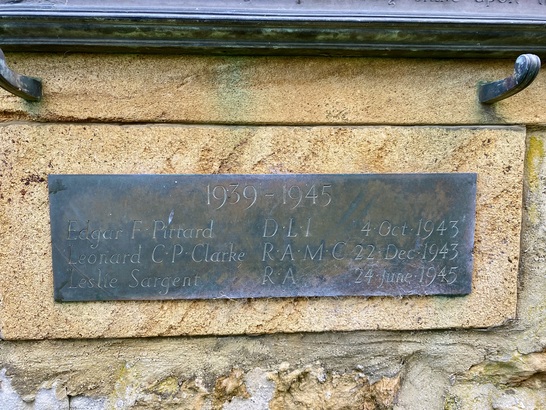 1939-1945
Edgar F. Pittard D·L·I 4 Oct·1943
Leonard C·P·Clarke R·A·M·C 22·Dec·1943
Leslie Sargent R·A 24·June·1945